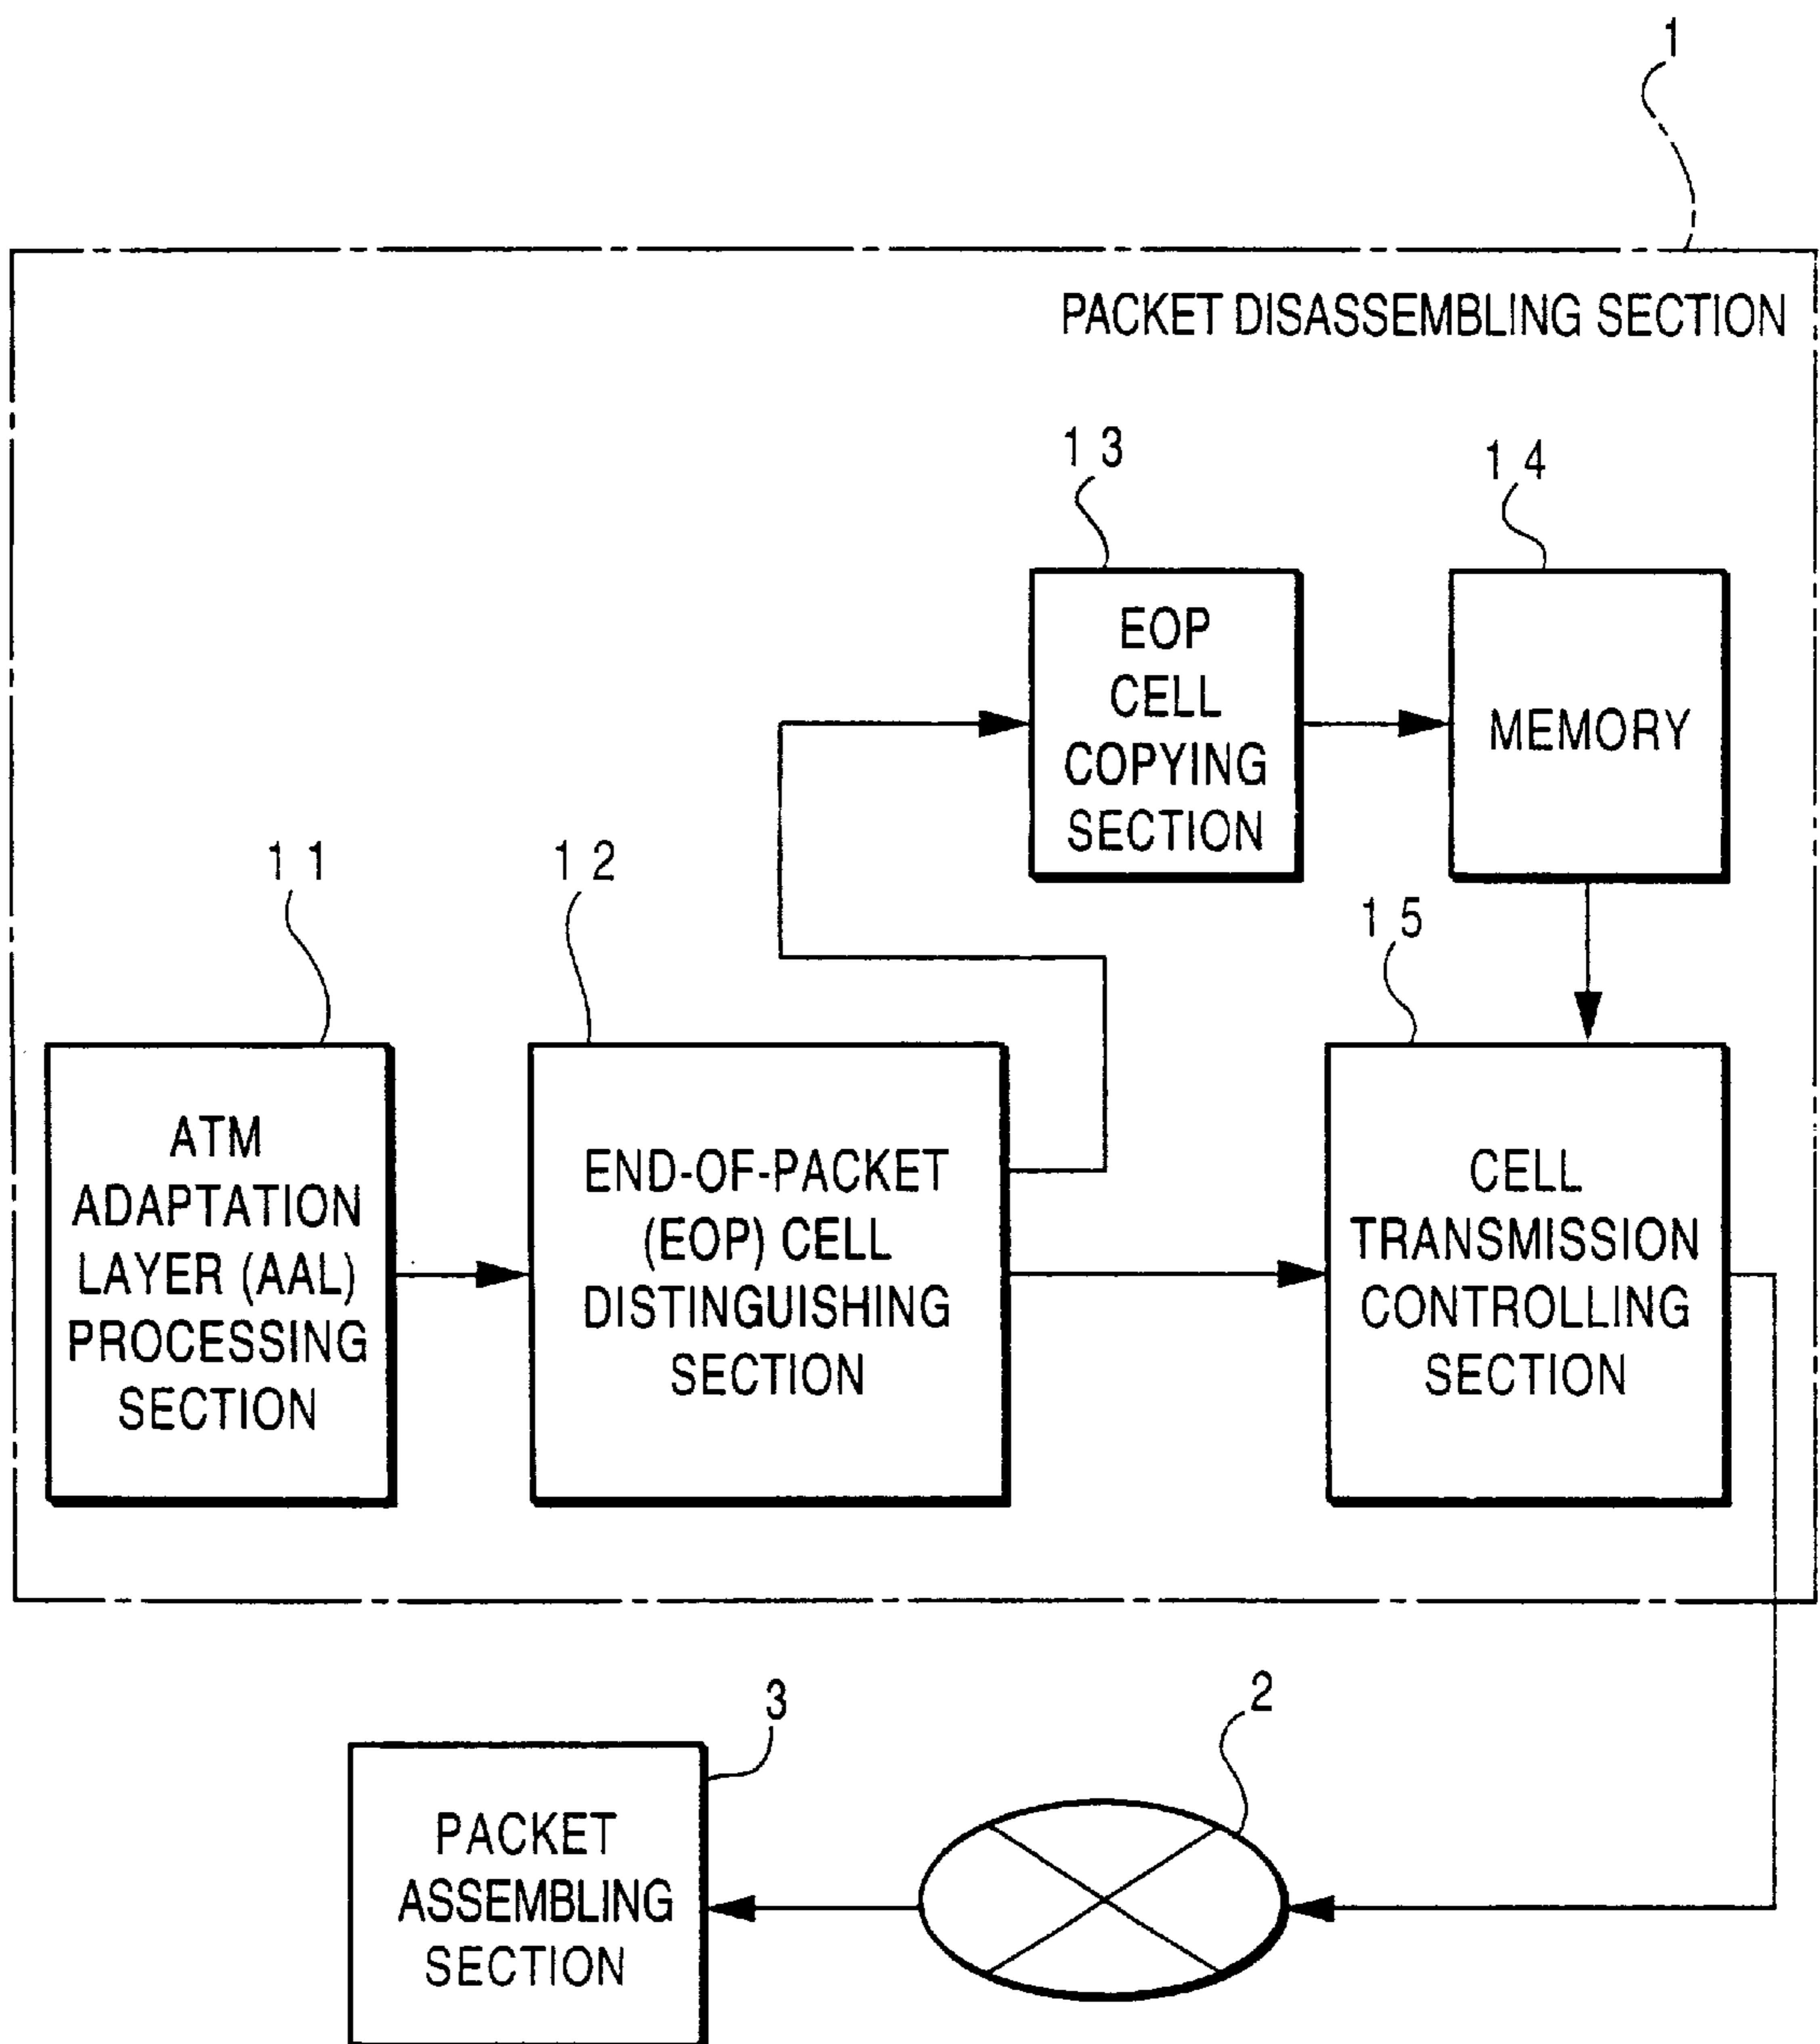 1
PACKET DISASSEMBLING SECTION
13
14
EOP
CELL
COPYING
SECTION
MEMORY
11
12
15
ATM
ADAPTATION
LAYER (AAL)
PROCESSING
SECTION
END-OF-PACKET
(EOP) CELL
DISTINGUISHING
SECTION
CELL
TRANSMISSION
CONTROLLING
SECTION
3
2
PACKET
ASSEMBLING
SECTION